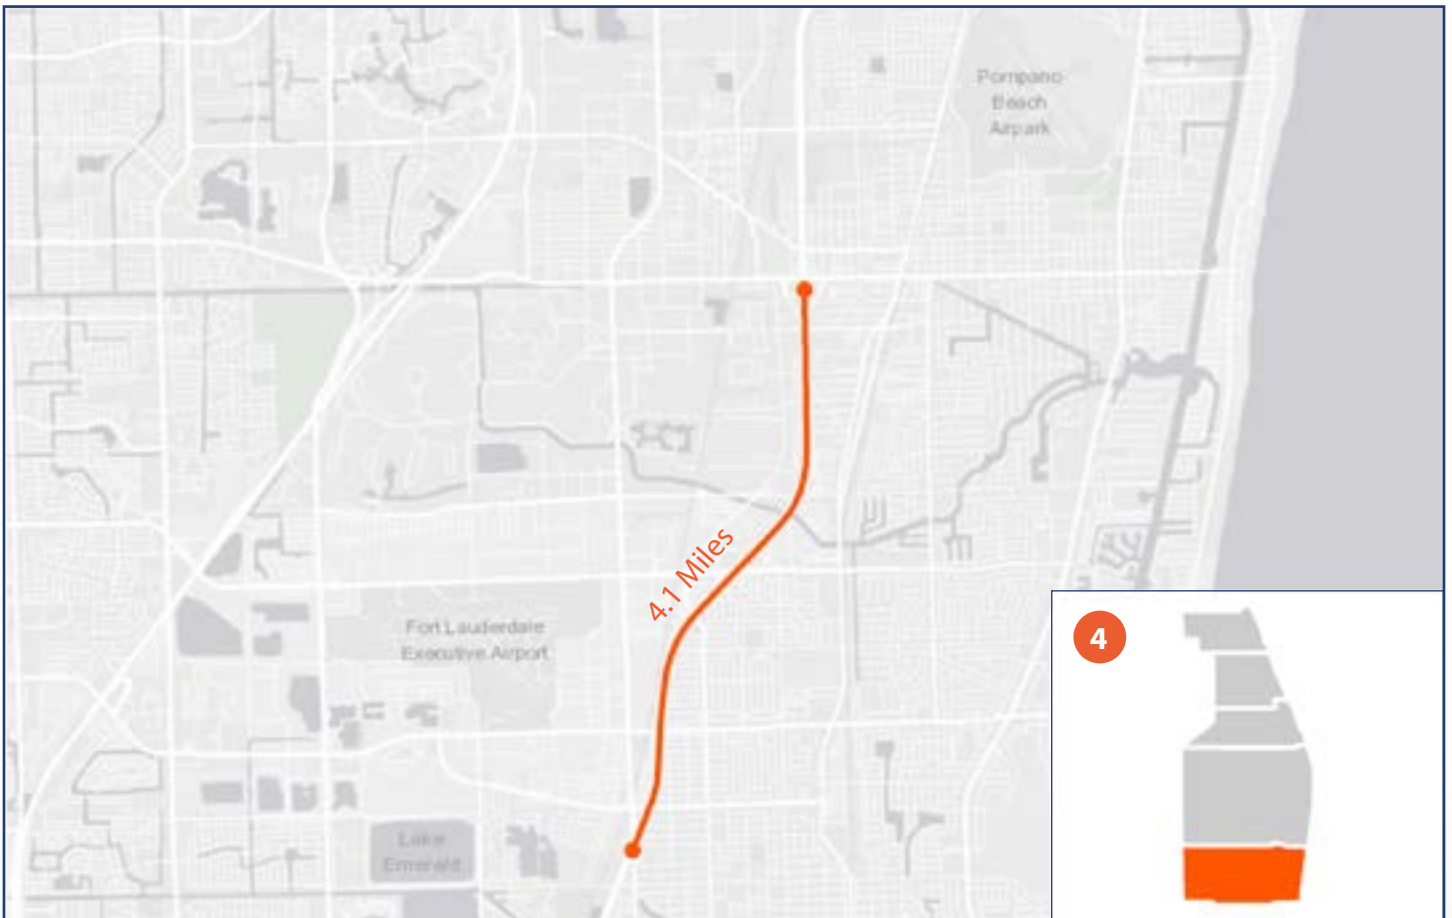 Pompano
Beach
Airpark
4.1 Miles
Fort Lauderdale
Executive Airport
4
Lake
Emerald